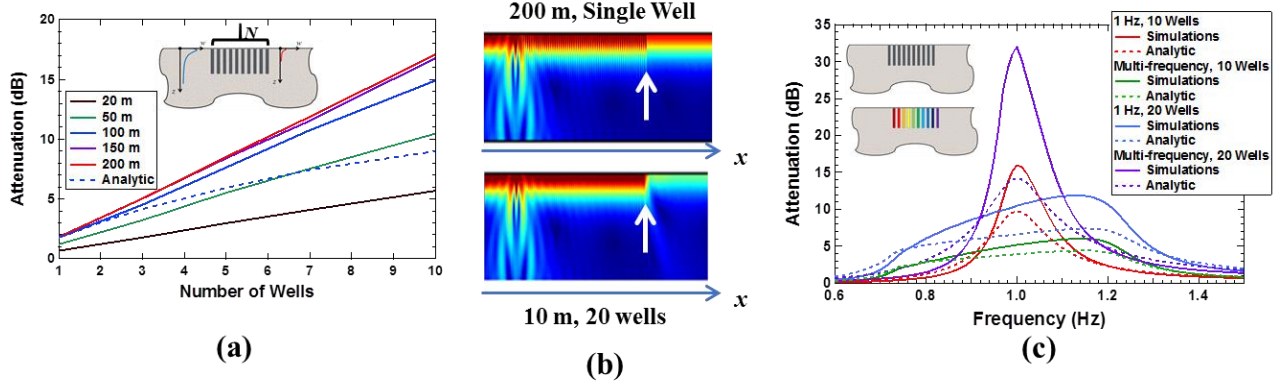 20
15
10
5
0
Attenuation (dB)
N
20 m
50 m
100 m
150 m
200 m
Analytic
1 2 3 4 5 6 7 8 9 10
Number of Wells
(a)
200 m, Single Well
x
x
10 m, 20 wells
(b)
35
30
25
20
15
10
5
0
Attenuation (dB)
1 Hz, 10 Wells
Simulations
Analytic
Multi-frequency, 10 Wells
Simulations
Analytic
1 Hz, 20 Wells
Simulations
Analytic
Multi-frequency, 20 Wells
Simulations
Analytic
0.6 0.8 1.0 1.2 1.4
Frequency (Hz)
(c)